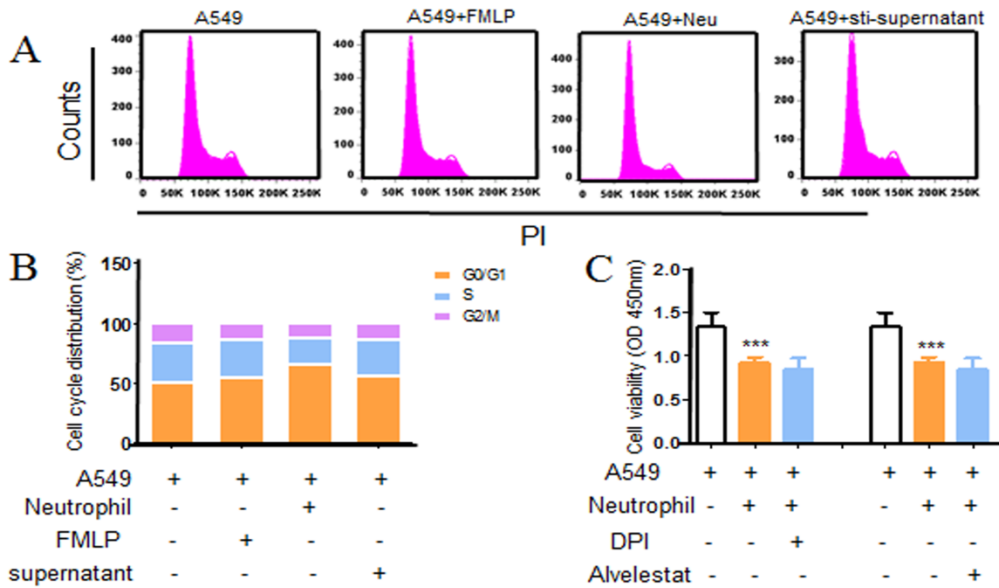 A
A549
A549+FMLP
A549+Neu
A549+sti-supernatant
Counts
400
300
200
100
0
0 50K 100K 150K 200K 250K
400
300
200
100
0
0 50K 100K 150K 200K 250K
400
200
0
0 50K 100K 150K 200K 250K
300
200
100
0
0 50K 100K 150K 200K 250K
PI
B
Cell cycle distribution (%)
150
100
50
0
G0/G1
S
G2/M
A549 + + + +
Neutrophil - - + -
FMLP - + - -
supernatant - - - +
C
Cell viability (OD 450nm)
2.0
1.5
1.0
0.5
0.0
*** ***
A549 + + + + + +
Neutrophil - + + - + +
DPI - - + - - -
Alvelestat - - - - - +